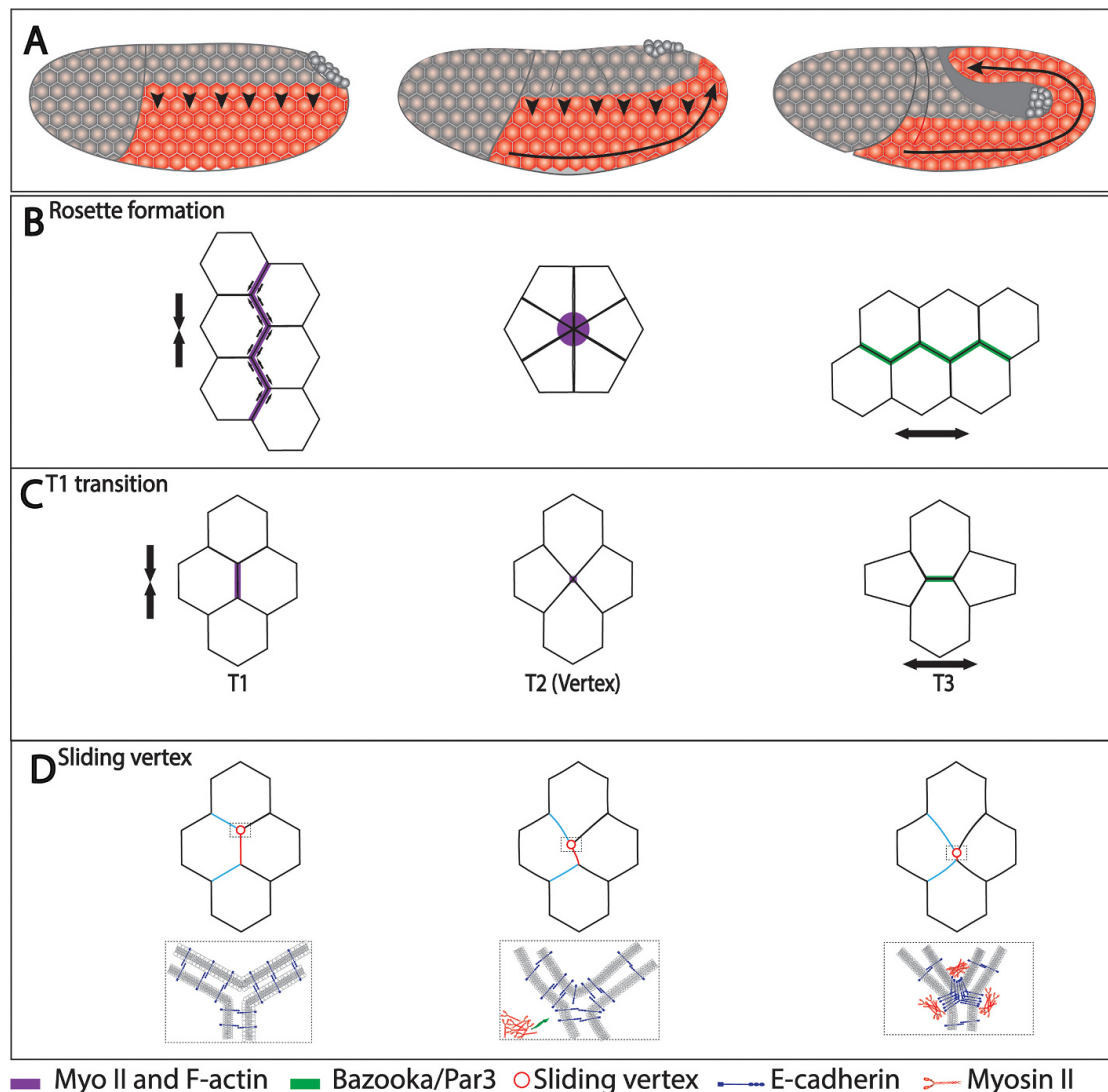 A
B Rosette formation
C T1 transition
T1 T2 (Vertex) T3
D Sliding vertex
Myo II and F-actin Bazooka/Par3 Sliding vertex E-cadherin Myosin II